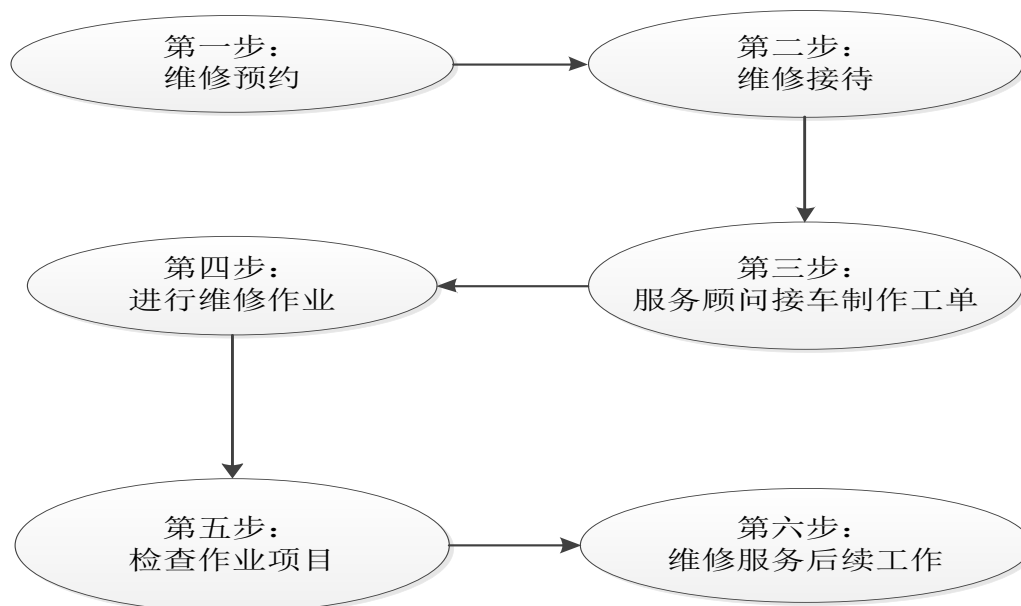 第一步：
维修预约
第二步：
维修接待
第三步：
服务顾问接车制作工单
第四步：
进行维修作业
第五步：
检查作业项目
第六步：
维修服务后续工作